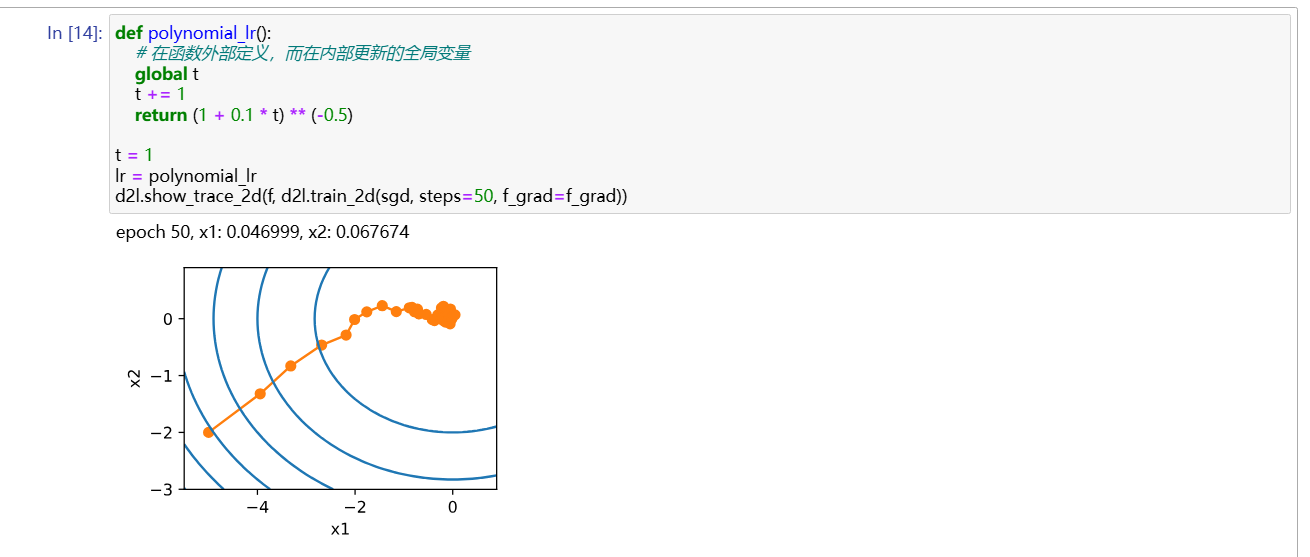 In [14]:
def polynomial_lr():
# 在函数外部定义，而在内部更新的全局变量
global t
t += 1
return (1 + 0.1 * t) ** (-0.5)
t = 1
lr = polynomial_lr
d2l.show_trace_2d(f, d2l.train_2d(sgd, steps=50, f_grad=f_grad))
epoch 50, x1: 0.046999, x2: 0.067674
0
−1
−2
−3
x2
−4
−2
0
x1